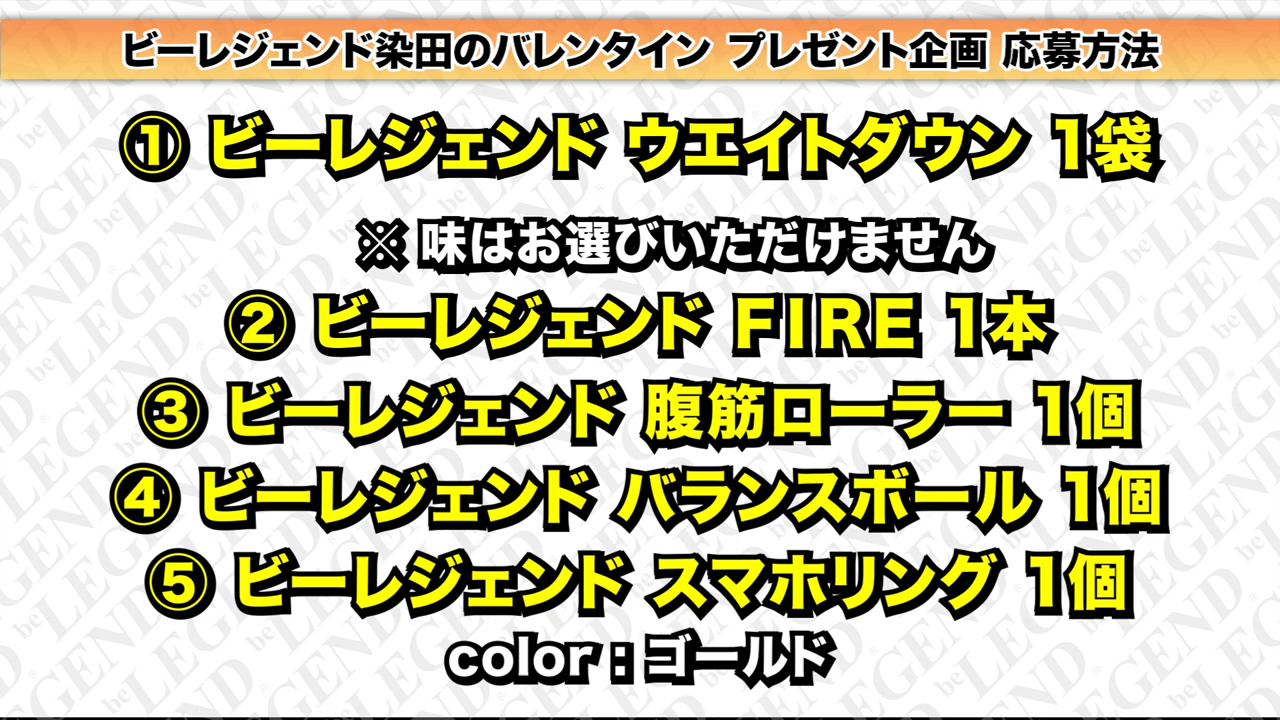 ビーレジェンド染田のバレンタイン プレゼント企画 応募方法
① ビーレジェンド ウエイトダウン 1袋
※ 味はお選びいただけません
② ビーレジェンド FIRE 1本
③ ビーレジェンド 腹筋ローラー 1個
④ ビーレジェンド バランスボール 1個
⑤ ビーレジェンド スマホリング 1個
color : ゴールド